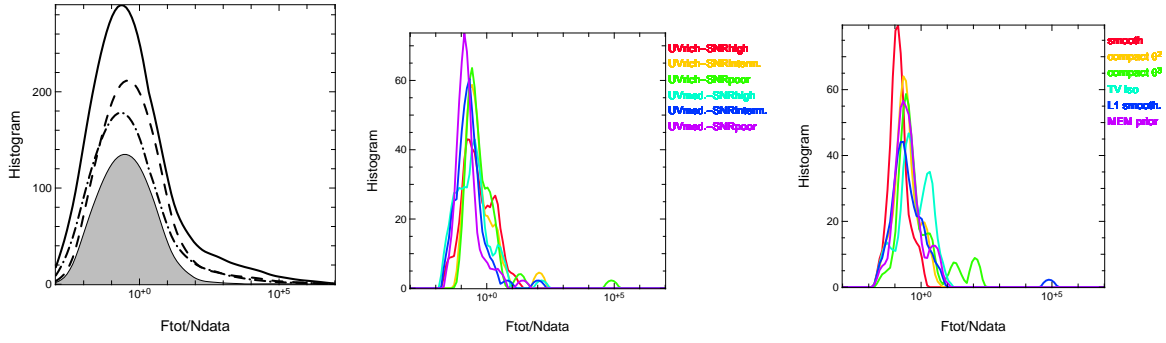 Histogram
0
100
200
10+0
10+5
Ftot/Ndata
Histogram
0
20
40
60
10+0
10+5
Ftot/Ndata
UVrich-SNRhigh
UVrich-SNRinterm.
UVrich-SNRpoor
UVmed.-SNRhigh
UVmed.-SNRinterm.
UVmed.-SNRpoor
Histogram
0
20
40
60
10+0
10+5
Ftot/Ndata
smooth
compact
compact
TV iso
L1 smooth.
MEM prior